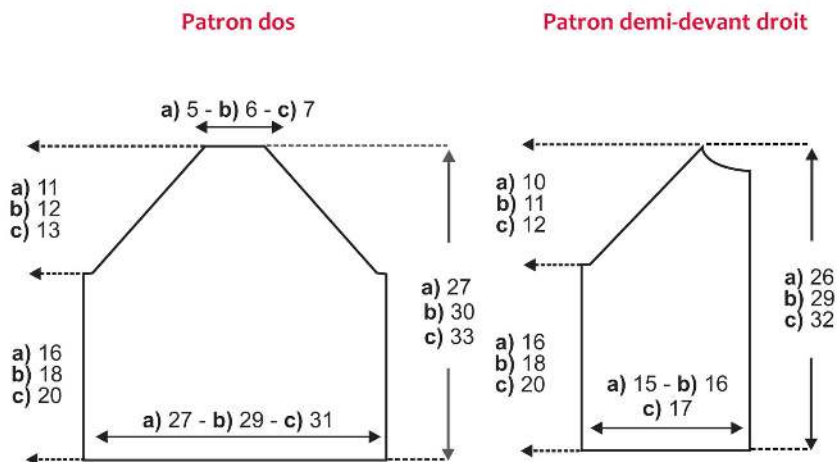 Patron dos
a) 5 - b) 6 - c) 7
a) 11
b) 12
c) 13
a) 16
b) 18
c) 20
a) 27
b) 30
c) 33
a) 27 - b) 29 - c) 31
Patron demi-devant droit
a) 10
b) 11
c) 12
a) 16
b) 18
c) 20
a) 26
b) 29
c) 32
a) 15 - b) 16
c) 17